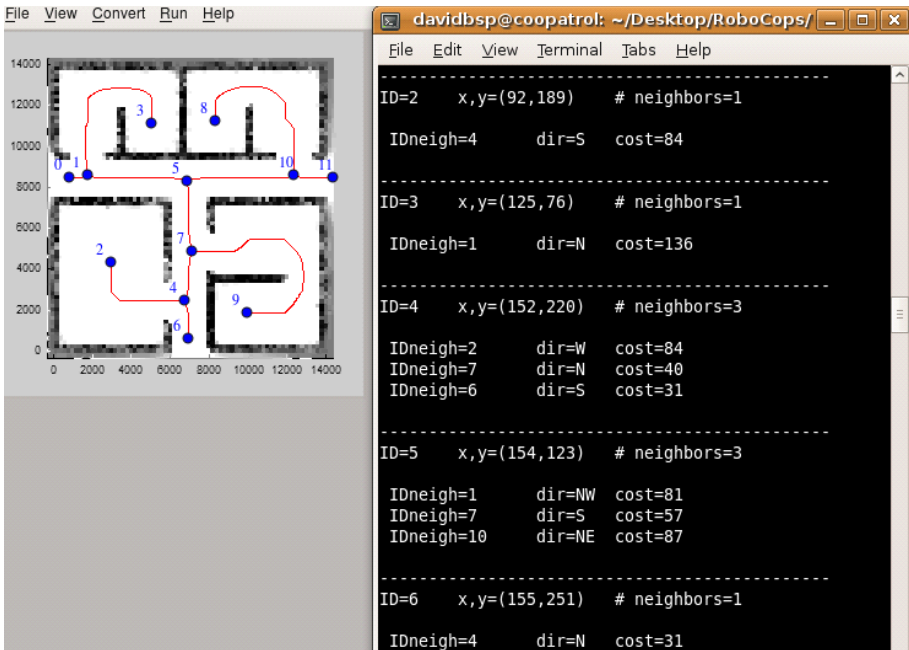 File View Convert Run Help
14000
12000
10000
8000
6000
4000
2000
0
0 2000 4000 6000 8000 10000 12000 14000
3
8
0
1
5
10
11
2
7
4
9
6
davidbsp@coopatrol: ~/Desktop/RoboCops/
File Edit View Terminal Tabs Help
----------------------------------------------
ID=2 x,y=(92,189) # neighbors=1
IDneigh=4 dir=S cost=84
----------------------------------------------
ID=3 x,y=(125,76) # neighbors=1
IDneigh=1 dir=N cost=136
----------------------------------------------
ID=4 x,y=(152,220) # neighbors=3
IDneigh=2 dir=W cost=84
IDneigh=7 dir=N cost=40
IDneigh=6 dir=S cost=31
----------------------------------------------
ID=5 x,y=(154,123) # neighbors=3
IDneigh=1 dir=NW cost=81
IDneigh=7 dir=S cost=57
IDneigh=10 dir=NE cost=87
----------------------------------------------
ID=6 x,y=(155,251) # neighbors=1
IDneigh=4 dir=N cost=31